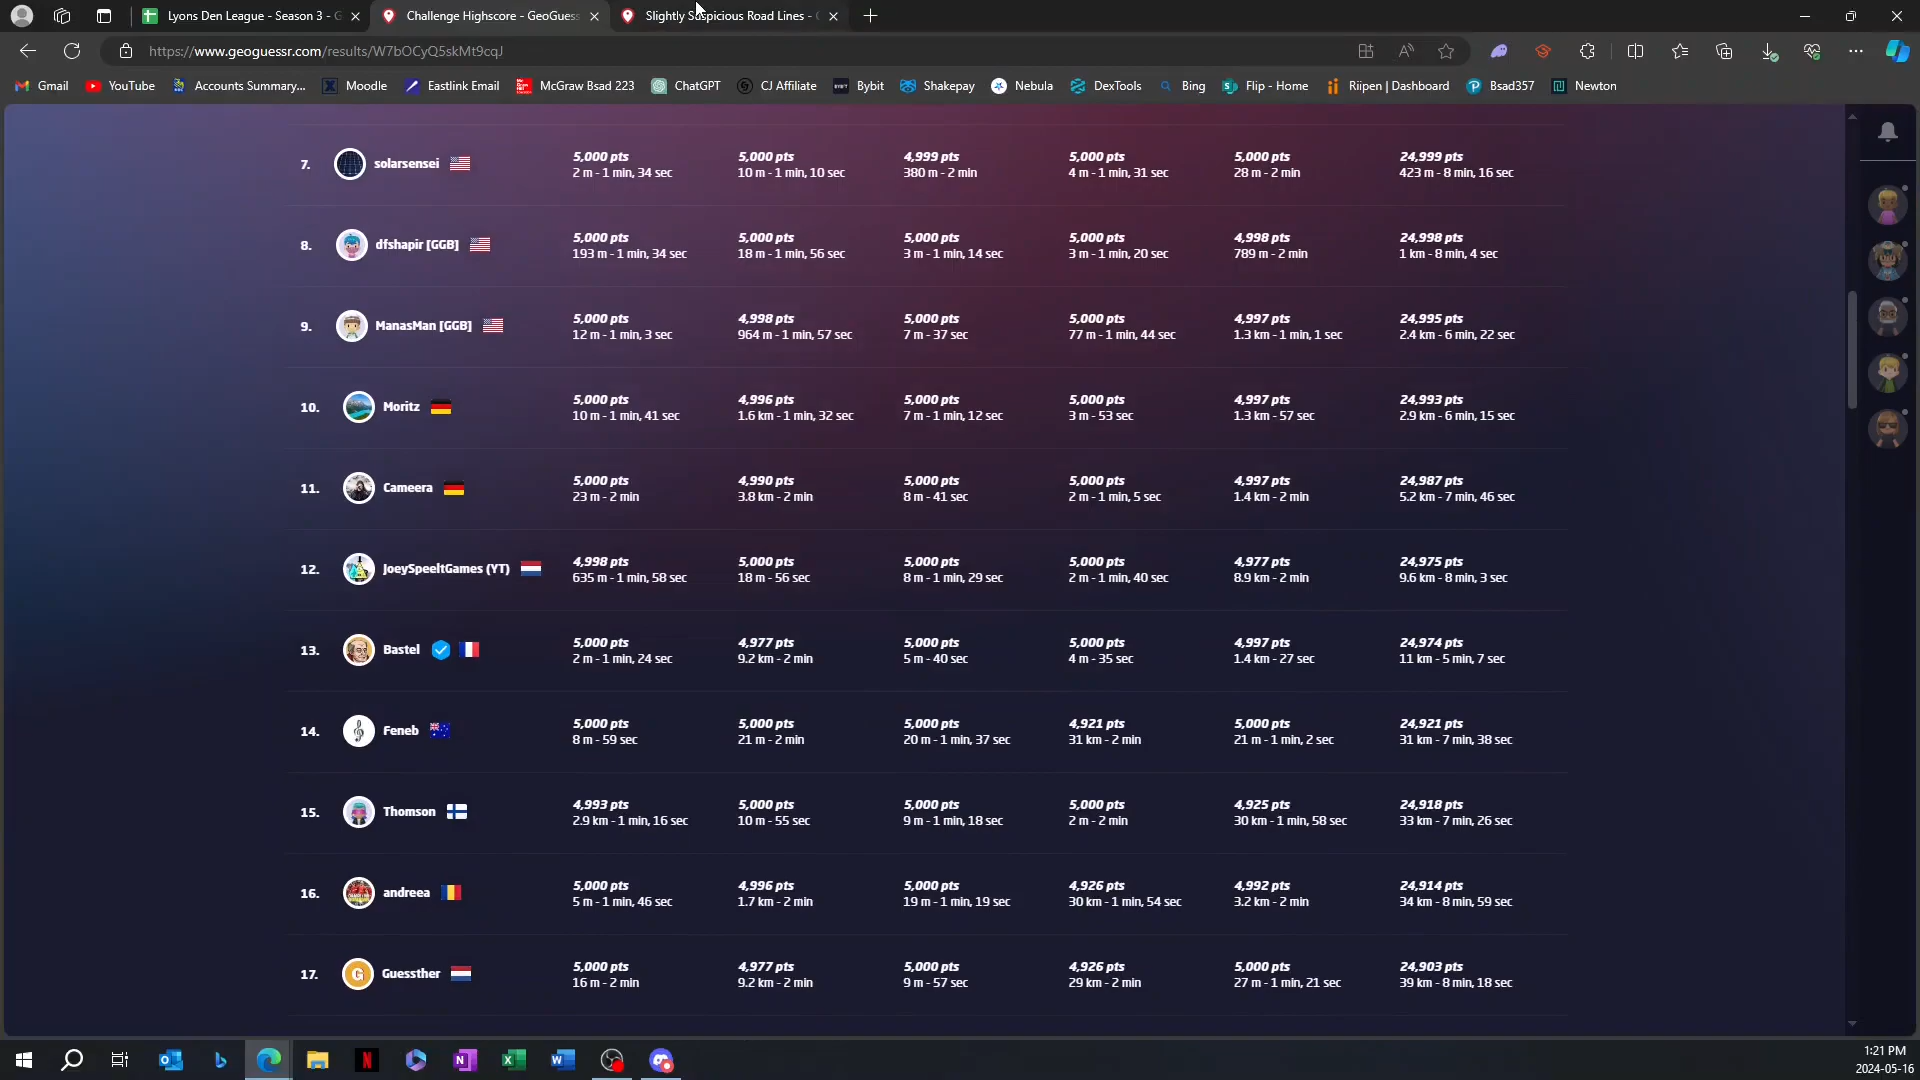 Lyons Den League - Season 3 - G
Challenge Highscore - GeoGuess
Slightly Suspicious Road Lines -
https://www.geoguessr.com/results/W7bOCyQ5skMt9cqJ
Gmail YouTube Accounts Summary... Moodle Eastlink Email McGraw Bsad 223 ChatGPT CJ Affiliate Bybit Shakepay Nebula DexTools Bing Flip - Home Riipen | Dashboard Bsad357 Newton
7. solarsensei 5,000 pts 5,000 pts 4,999 pts 5,000 pts 5,000 pts 24,999 pts
2 m - 1 min, 34 sec 10 m - 1 min, 10 sec 380 m - 2 min 4 m - 1 min, 31 sec 28 m - 2 min 423 m - 8 min, 16 sec
8. dfshapir [GGB] 5,000 pts 5,000 pts 5,000 pts 5,000 pts 4,998 pts 24,998 pts
193 m - 1 min, 34 sec 18 m - 1 min, 56 sec 3 m - 1 min, 14 sec 3 m - 1 min, 20 sec 789 m - 2 min 1 km - 8 min, 4 sec
9. ManasMan [GGB] 5,000 pts 4,998 pts 5,000 pts 5,000 pts 4,997 pts 24,995 pts
12 m - 1 min, 3 sec 964 m - 1 min, 57 sec 7 m - 37 sec 77 m - 1 min, 44 sec 1.3 km - 1 min, 1 sec 2.4 km - 6 min, 22 sec
10. Moritz 5,000 pts 4,996 pts 5,000 pts 5,000 pts 4,997 pts 24,993 pts
10 m - 1 min, 41 sec 1.6 km - 1 min, 32 sec 7 m - 1 min, 12 sec 3 m - 53 sec 1.3 km - 57 sec 2.9 km - 6 min, 15 sec
11. Cameera 5,000 pts 4,990 pts 5,000 pts 5,000 pts 4,997 pts 24,987 pts
23 m - 2 min 3.8 km - 2 min 8 m - 41 sec 2 m - 1 min, 5 sec 1.4 km - 2 min 5.2 km - 7 min, 46 sec
12. JoeySpeeltGames (YT) 4,998 pts 5,000 pts 5,000 pts 5,000 pts 4,977 pts 24,975 pts
635 m - 1 min, 58 sec 18 m - 56 sec 8 m - 1 min, 29 sec 2 m - 1 min, 40 sec 8.9 km - 2 min 9.6 km - 8 min, 3 sec
13. Bastel 5,000 pts 4,977 pts 5,000 pts 5,000 pts 4,997 pts 24,974 pts
2 m - 1 min, 24 sec 9.2 km - 2 min 5 m - 40 sec 4 m - 35 sec 1.4 km - 27 sec 11 km - 5 min, 7 sec
14. Feneb 5,000 pts 5,000 pts 5,000 pts 4,921 pts 5,000 pts 24,921 pts
8 m - 59 sec 21 m - 2 min 20 m - 1 min, 37 sec 31 km - 2 min 21 m - 1 min, 2 sec 31 km - 7 min, 38 sec
15. Thomson 4,993 pts 5,000 pts 5,000 pts 5,000 pts 4,925 pts 24,918 pts
2.9 km - 1 min, 16 sec 10 m - 55 sec 9 m - 1 min, 18 sec 2 m - 2 min 30 km - 1 min, 58 sec 33 km - 7 min, 26 sec
16. andreea 5,000 pts 4,996 pts 5,000 pts 4,926 pts 4,992 pts 24,914 pts
5 m - 1 min, 46 sec 1.7 km - 2 min 19 m - 1 min, 19 sec 30 km - 1 min, 54 sec 3.2 km - 2 min 34 km - 8 min, 59 sec
17. Guessther 5,000 pts 4,977 pts 5,000 pts 4,926 pts 5,000 pts 24,903 pts
16 m - 2 min 9.2 km - 2 min 9 m - 57 sec 29 km - 2 min 27 m - 1 min, 21 sec 39 km - 8 min, 18 sec
1:21 PM
2024-05-16